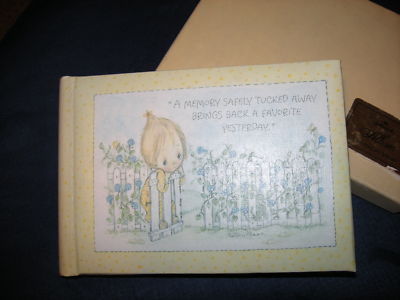 "A MEMORY SAFELY TUCKED AWAY
BRINGS BACK A FAVORITE
YESTERDAY."